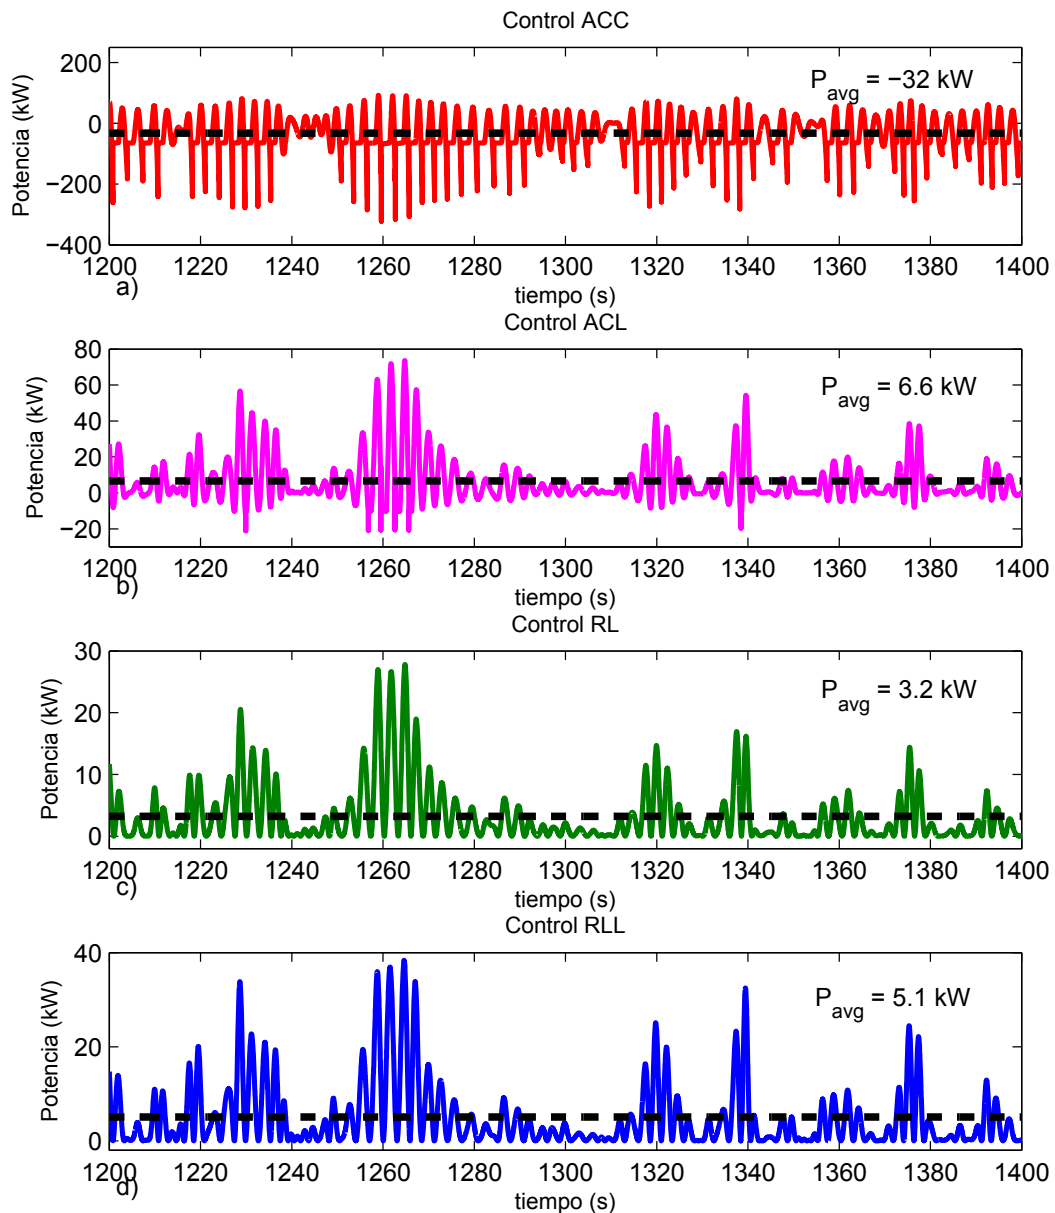 Control ACC
Potencia (kW)
200
0
−200
−400
P_avg = −32 kW
1200 1220 1240 1260 1280 1300 1320 1340 1360 1380 1400
a)
tiempo (s)
Control ACL
Potencia (kW)
80
60
40
20
0
−20
P_avg = 6.6 kW
1200 1220 1240 1260 1280 1300 1320 1340 1360 1380 1400
b)
tiempo (s)
Control RL
Potencia (kW)
30
20
10
0
P_avg = 3.2 kW
1200 1220 1240 1260 1280 1300 1320 1340 1360 1380 1400
c)
tiempo (s)
Control RLL
Potencia (kW)
40
20
0
P_avg = 5.1 kW
1200 1220 1240 1260 1280 1300 1320 1340 1360 1380 1400
d)
tiempo (s)